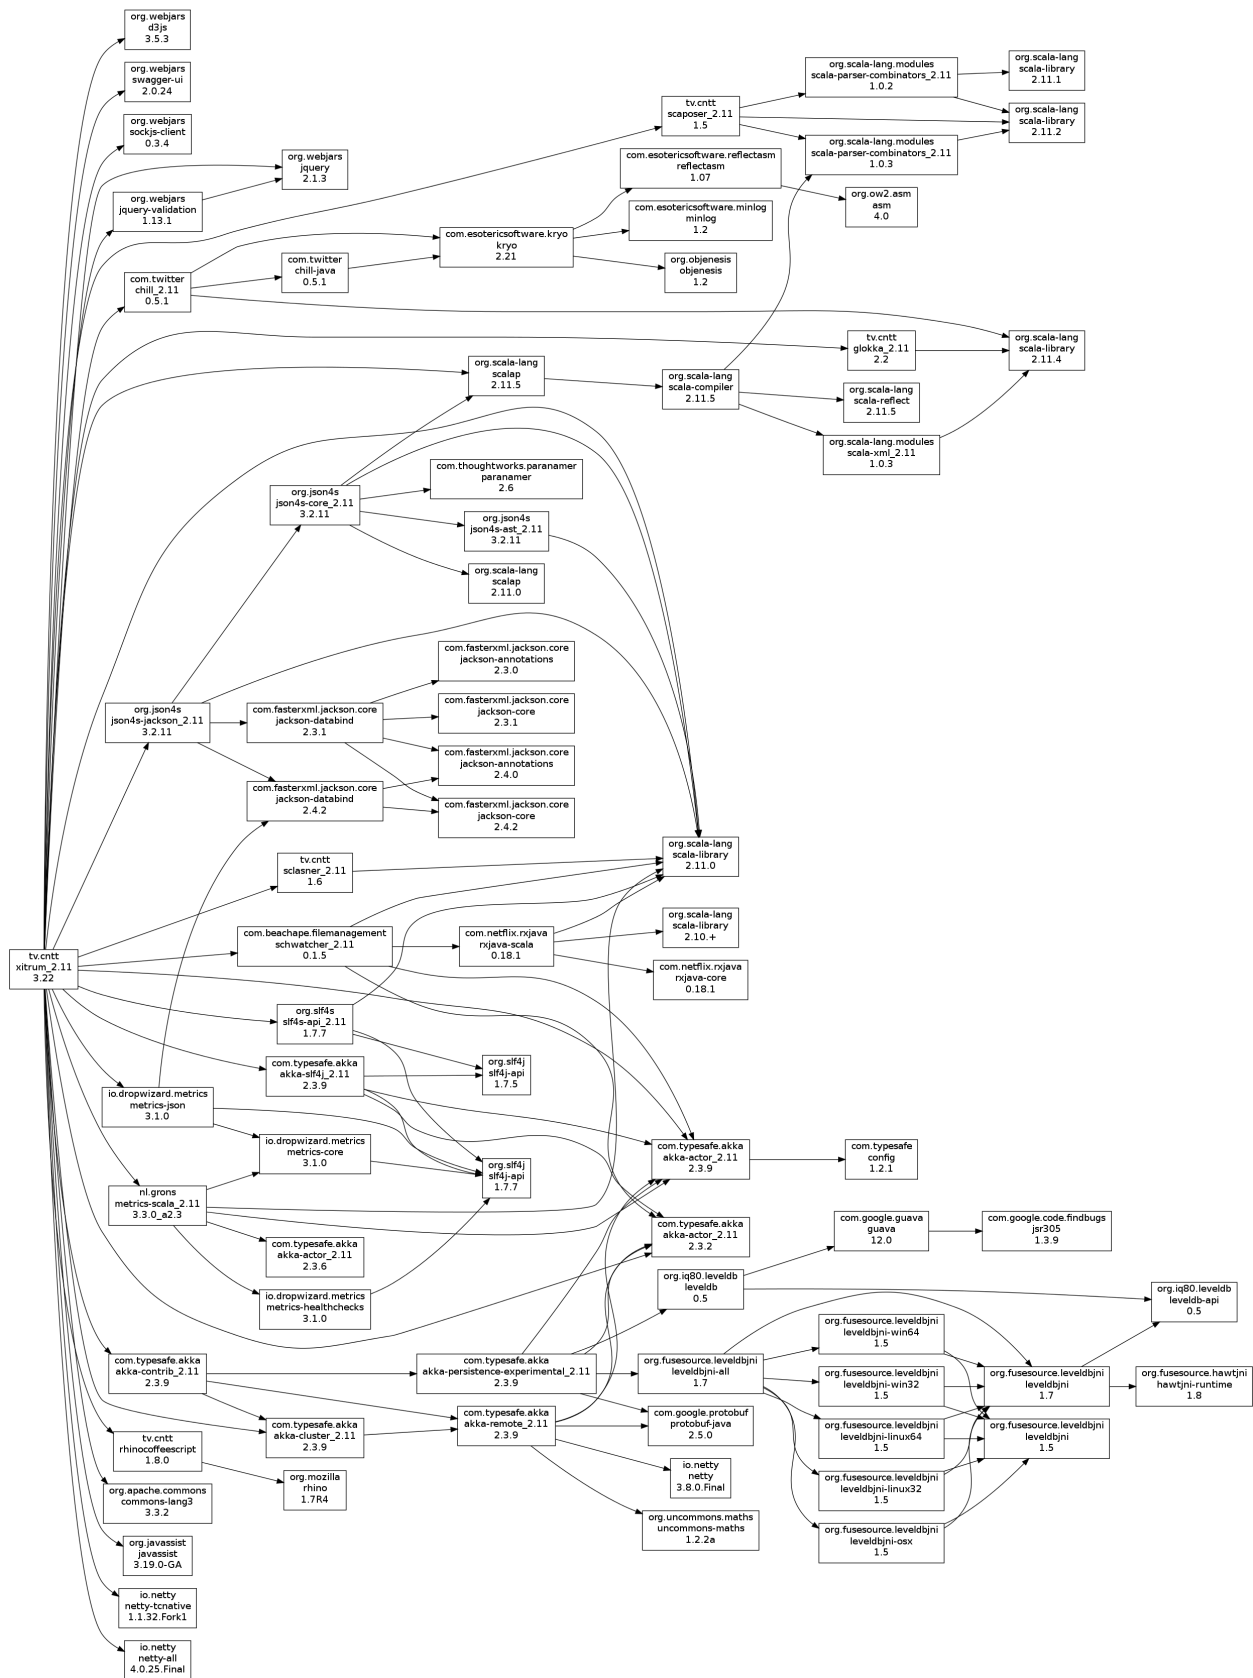 org.webjars
d3js
3.5.3
org.webjars
swagger-ui
2.0.24
org.webjars
sockjs-client
0.3.4
org.webjars
jquery
2.1.3
org.webjars
jquery-validation
1.13.1
com.twitter
chill_2.11
0.5.1
com.twitter
chill-java
0.5.1
com.esotericsoftware.kryo
kryo
2.21
com.esotericsoftware.reflectasm
reflectasm
1.07
com.esotericsoftware.minlog
minlog
1.2
org.objenesis
objenesis
1.2
tv.cntt
scaposer_2.11
1.5
org.scala-lang.modules
scala-parser-combinators_2.11
1.0.2
org.scala-lang.modules
scala-parser-combinators_2.11
1.0.3
org.scala-lang
scala-library
2.11.1
org.scala-lang
scala-library
2.11.2
org.ow2.asm
asm
4.0
tv.cntt
glokka_2.11
2.2
org.scala-lang
scala-library
2.11.4
org.scala-lang
scalap
2.11.5
org.scala-lang
scala-compiler
2.11.5
org.scala-lang
scala-reflect
2.11.5
org.scala-lang.modules
scala-xml_2.11
1.0.3
org.json4s
json4s-core_2.11
3.2.11
com.thoughtworks.paranamer
paranamer
2.6
org.json4s
json4s-ast_2.11
3.2.11
org.scala-lang
scalap
2.11.0
org.json4s
json4s-jackson_2.11
3.2.11
com.fasterxml.jackson.core
jackson-databind
2.3.1
com.fasterxml.jackson.core
jackson-databind
2.4.2
com.fasterxml.jackson.core
jackson-annotations
2.3.0
com.fasterxml.jackson.core
jackson-core
2.3.1
com.fasterxml.jackson.core
jackson-annotations
2.4.0
com.fasterxml.jackson.core
jackson-core
2.4.2
tv.cntt
sclasner_2.11
1.6
org.scala-lang
scala-library
2.11.0
tv.cntt
xitrum_2.11
3.22
com.beachape.filemanagement
schwatcher_2.11
0.1.5
com.netflix.rxjava
rxjava-scala
0.18.1
org.scala-lang
scala-library
2.10.+
com.netflix.rxjava
rxjava-core
0.18.1
org.slf4s
slf4s-api_2.11
1.7.7
com.typesafe.akka
akka-slf4j_2.11
2.3.9
org.slf4j
slf4j-api
1.7.5
io.dropwizard.metrics
metrics-json
3.1.0
io.dropwizard.metrics
metrics-core
3.1.0
org.slf4j
slf4j-api
1.7.7
com.typesafe.akka
akka-actor_2.11
2.3.9
com.typesafe
config
1.2.1
nl.grons
metrics-scala_2.11
3.3.0_a2.3
com.typesafe.akka
akka-actor_2.11
2.3.6
com.typesafe.akka
akka-actor_2.11
2.3.2
io.dropwizard.metrics
metrics-healthchecks
3.1.0
com.google.guava
guava
12.0
com.google.code.findbugs
jsr305
1.3.9
org.iq80.leveldb
leveldb
0.5
org.iq80.leveldb
leveldb-api
0.5
com.typesafe.akka
akka-contrib_2.11
2.3.9
com.typesafe.akka
akka-persistence-experimental_2.11
2.3.9
org.fusesource.leveldbjni
leveldbjni-all
1.7
org.fusesource.leveldbjni
leveldbjni-win64
1.5
org.fusesource.leveldbjni
leveldbjni-win32
1.5
org.fusesource.leveldbjni
leveldbjni
1.7
org.fusesource.hawtjni
hawtjni-runtime
1.8
com.typesafe.akka
akka-cluster_2.11
2.3.9
com.typesafe.akka
akka-remote_2.11
2.3.9
com.google.protobuf
protobuf-java
2.5.0
org.fusesource.leveldbjni
leveldbjni-linux64
1.5
org.fusesource.leveldbjni
leveldbjni
1.5
tv.cntt
rhinocoffeescript
1.8.0
org.mozilla
rhino
1.7R4
io.netty
netty
3.8.0.Final
org.fusesource.leveldbjni
leveldbjni-linux32
1.5
org.apache.commons
commons-lang3
3.3.2
org.uncommons.maths
uncommons-maths
1.2.2a
org.fusesource.leveldbjni
leveldbjni-osx
1.5
org.javassist
javassist
3.19.0-GA
io.netty
netty-tcnative
1.1.32.Fork1
io.netty
netty-all
4.0.25.Final